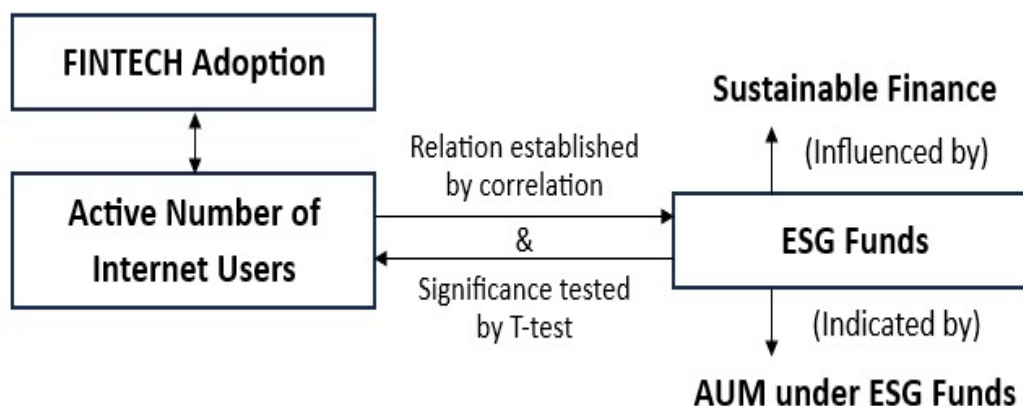 FINTECH Adoption
Active Number of
Internet Users
Relation established
by correlation
&
Significance tested
by T-test
Sustainable Finance
(Influenced by)
ESG Funds
(Indicated by)
AUM under ESG Funds